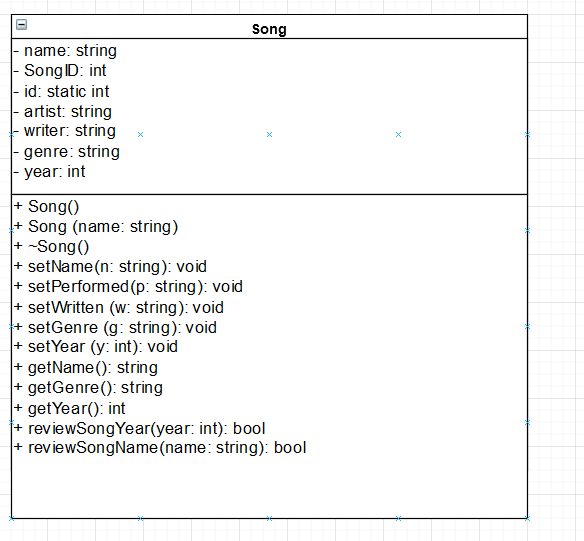 Song
- name: string
- SongID: int
- id: static int
- artist: string
- writer: string
- genre: string
- year: int
+ Song()
+ Song (name: string)
+ ~Song()
+ setName(n: string): void
+ setPerformed(p: string): void
+ setWritten (w: string): void
+ setGenre (g: string): void
+ setYear (y: int): void
+ getName(): string
+ getGenre(): string
+ getYear(): int
+ reviewSongYear(year: int): bool
+ reviewSongName(name: string): bool